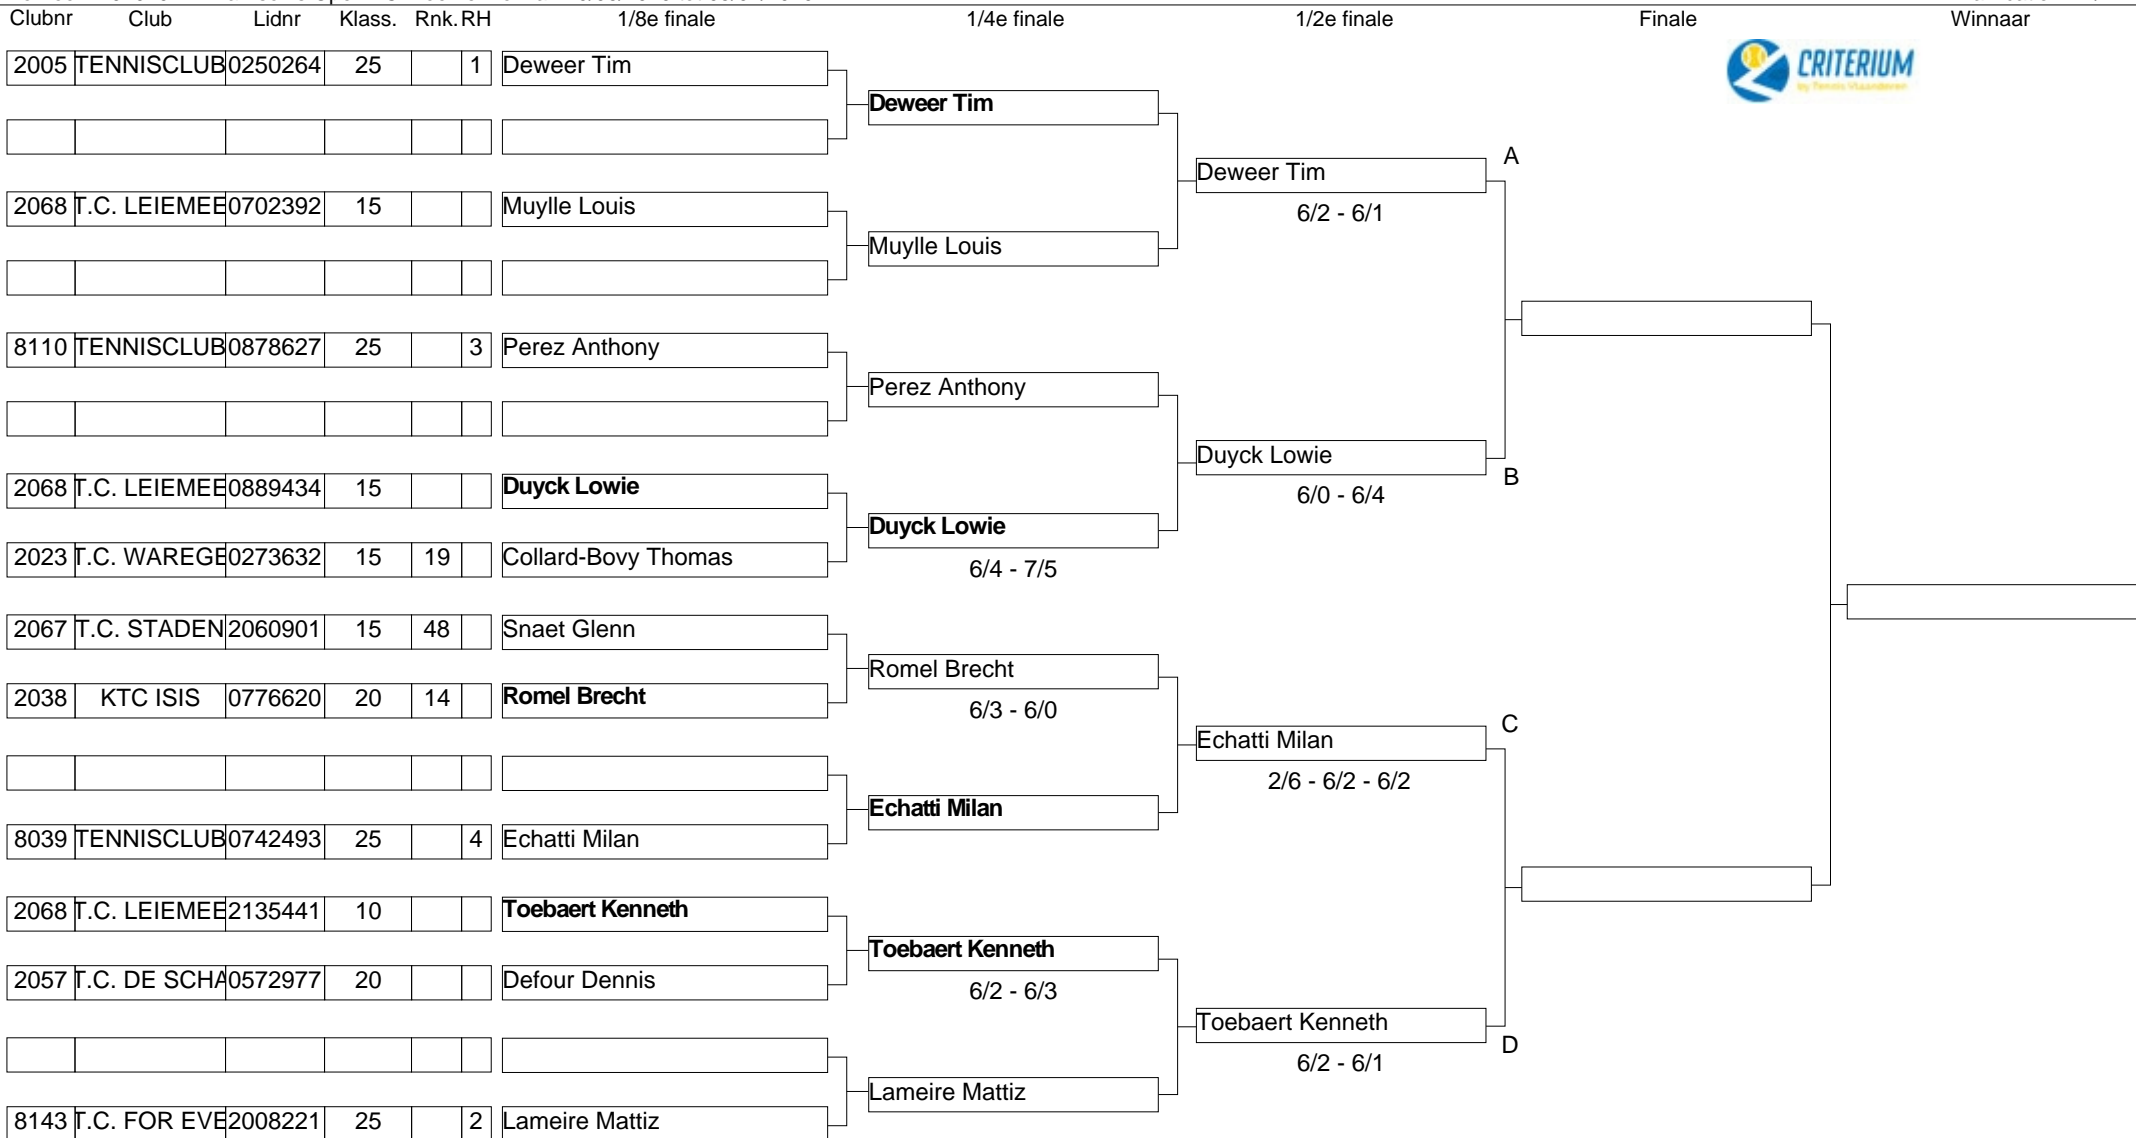 Clubnr Club Lidnr Klass. Rnk. RH 1/8e finale 1/4e finale 1/2e finale Finale Winnaar
CRITERIUM
by Tennis Vlaanderen
2005 TENNISCLUB 0250264 25 1 Deweer Tim
Deweer Tim
A
Deweer Tim
6/2 - 6/1
2068 T.C. LEIEMEE 0702392 15 Muylle Louis
Muylle Louis
8110 TENNISCLUB 0878627 25 3 Perez Anthony
Perez Anthony
Duyck Lowie
B
6/0 - 6/4
2068 T.C. LEIEMEE 0889434 15 Duyck Lowie
Duyck Lowie
2023 T.C. WAREGE 0273632 15 19 Collard-Bovy Thomas
6/4 - 7/5
2067 T.C. STADEN 2060901 15 48 Snaet Glenn
Romel Brecht
2038 KTC ISIS 0776620 20 14 Romel Brecht
6/3 - 6/0
C
Echatti Milan
2/6 - 6/2 - 6/2
Echatti Milan
8039 TENNISCLUB 0742493 25 4 Echatti Milan
2068 T.C. LEIEMEE 2135441 10 Toebaert Kenneth
Toebaert Kenneth
2057 T.C. DE SCHA 0572977 20 Defour Dennis
6/2 - 6/3
Toebaert Kenneth
D
6/2 - 6/1
Lameire Mattiz
8143 T.C. FOR EVE 2008221 25 2 Lameire Mattiz